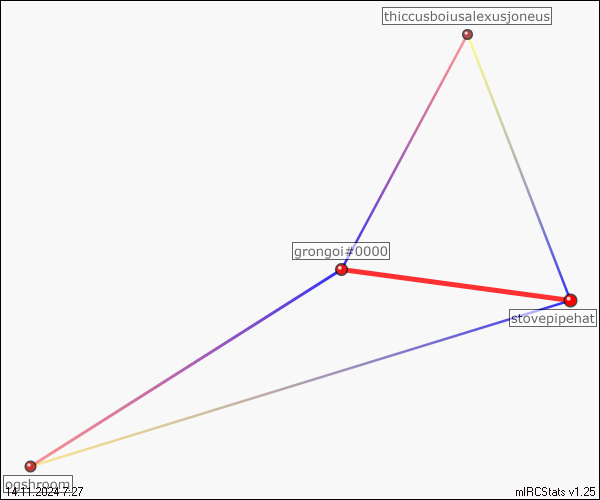 thiccusboiusalexusjoneus
grongoi#0000
stovepipehat
ogshroom
14.11.2024 7:27
mIRCStats v1.25